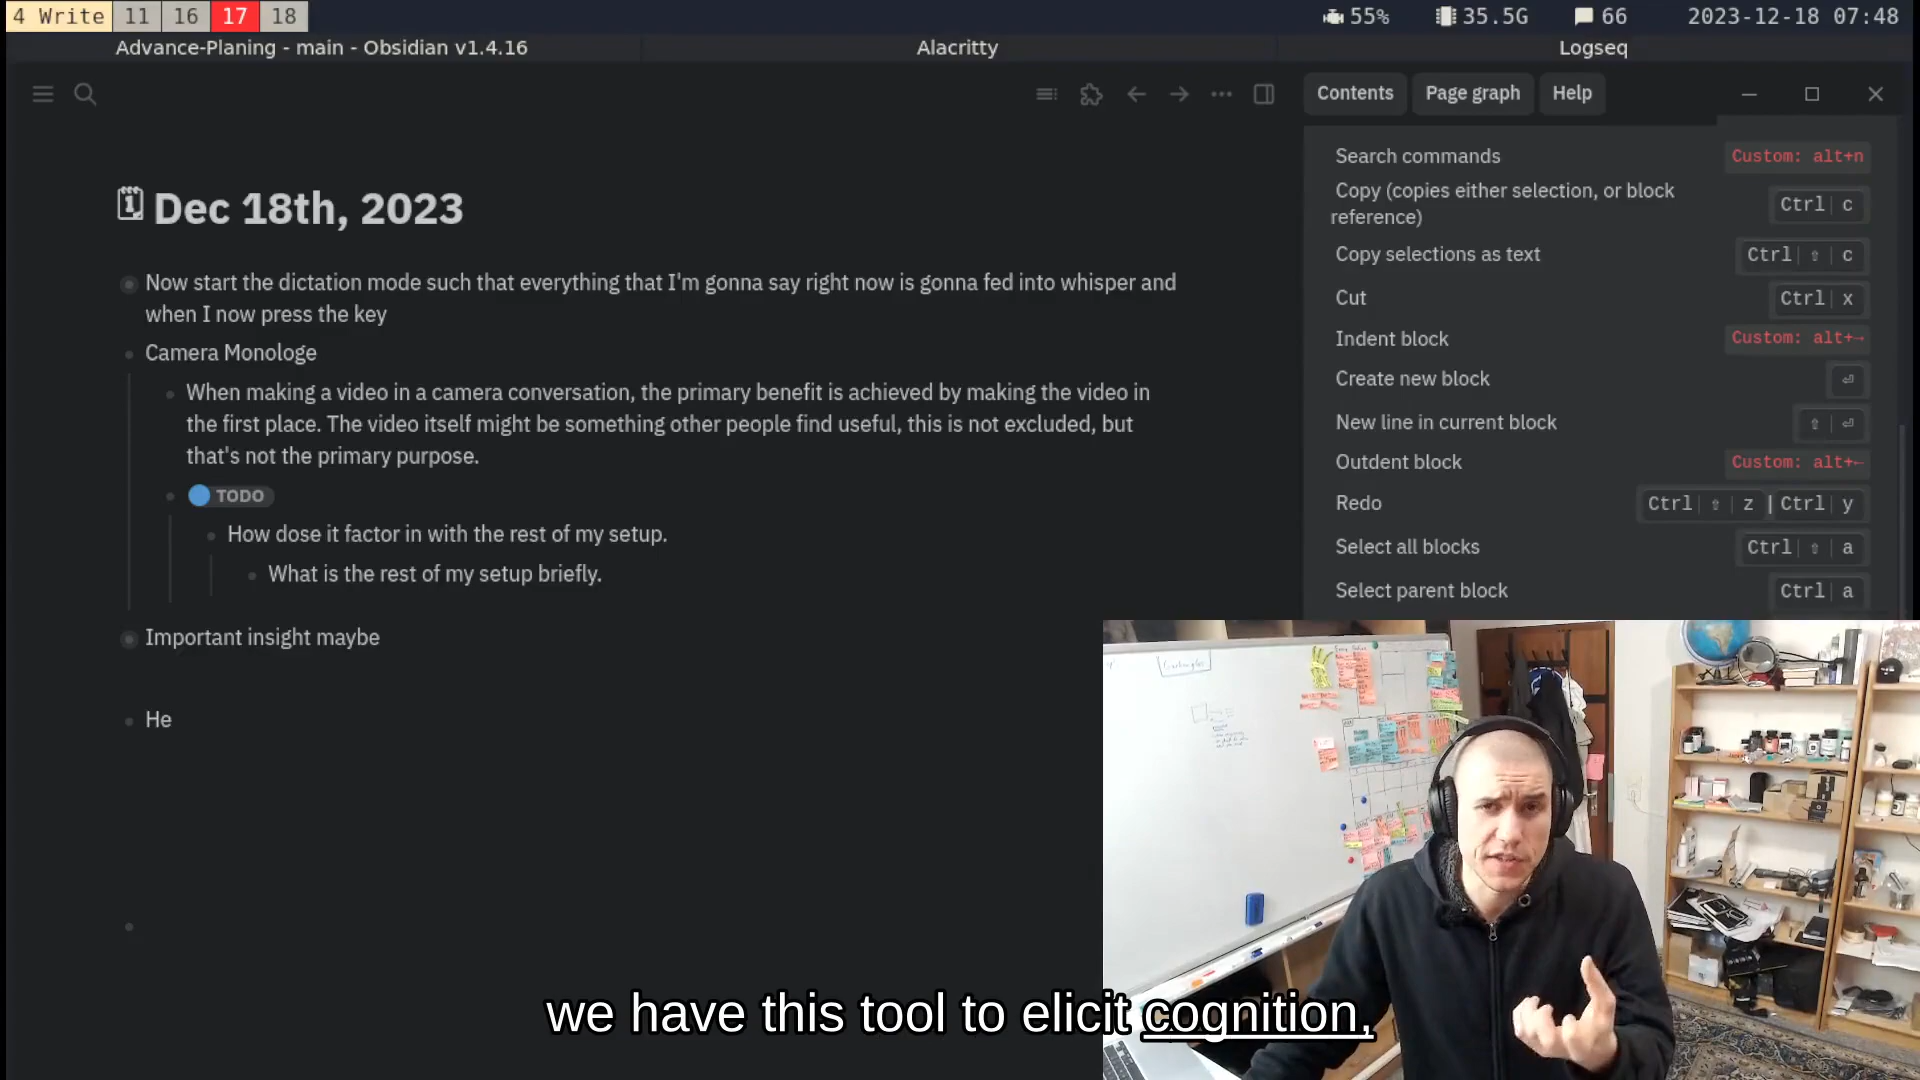 4 Write 11 16 17 18
55% 35.5G 66 2023-12-18 07:48
Advance-Planing - main - Obsidian v1.4.16 Alacritty Logseq
Contents Page graph Help
Dec 18th, 2023
Now start the dictation mode such that everything that I'm gonna say right now is gonna fed into whisper and
when I now press the key
Camera Monologe
When making a video in a camera conversation, the primary benefit is achieved by making the video in
the first place. The video itself might be something other people find useful, this is not excluded, but
that's not the primary purpose.
TODO
How dose it factor in with the rest of my setup.
What is the rest of my setup briefly.
Important insight maybe
He
Search commands Custom: alt+n
Copy (copies either selection, or block
reference) Ctrl c
Copy selections as text Ctrl ⇧ c
Cut Ctrl x
Indent block Custom: alt+→
Create new block ⏎
New line in current block ⇧ ⏎
Outdent block Custom: alt+←
Redo Ctrl ⇧ z | Ctrl y
Select all blocks Ctrl ⇧ a
Select parent block Ctrl a
we have this tool to elicit cognition,